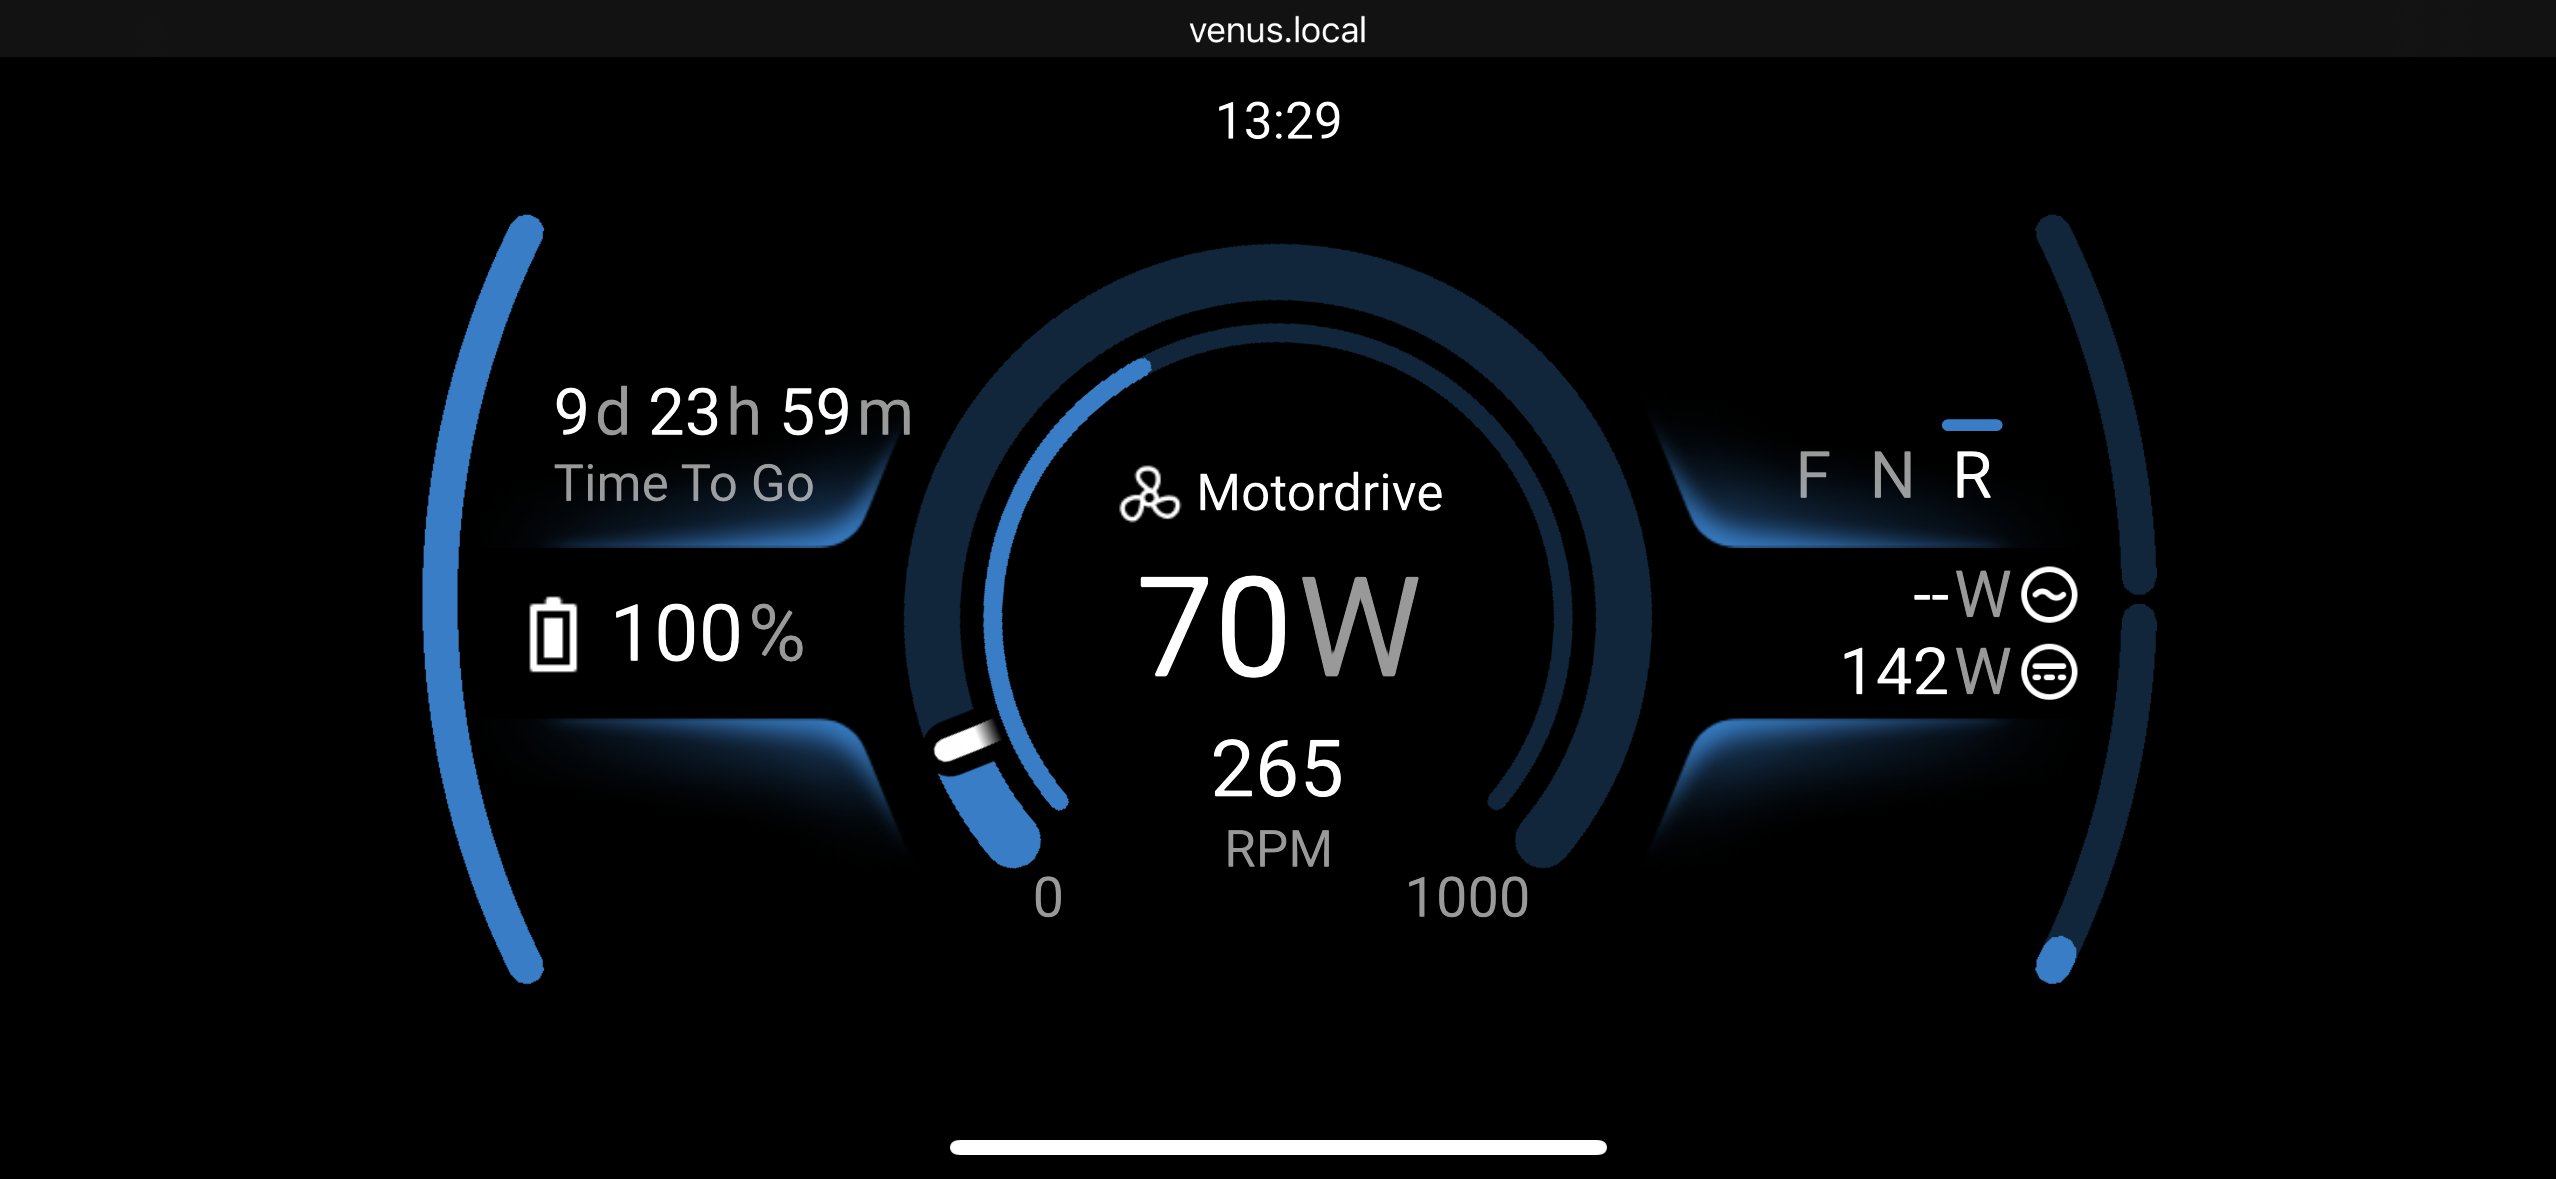 venus.local
13:29
9d 23h 59m
Time To Go
100%
Motordrive
70W
265
RPM
0
1000
F N R
--W
142W